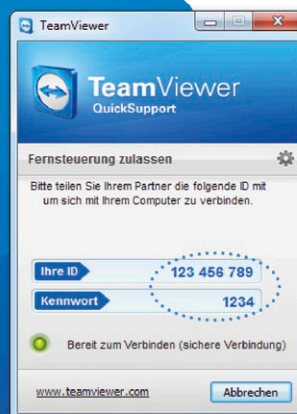 TeamViewer
TeamViewer
QuickSupport
Fernsteuerung zulassen
Bitte teilen Sie Ihrem Partner die folgende ID mit
um sich mit Ihrem Computer zu verbinden.
Ihre ID 123 456 789
Kennwort 1234
Bereit zum Verbinden (sichere Verbindung)
www.teamviewer.com Abbrechen